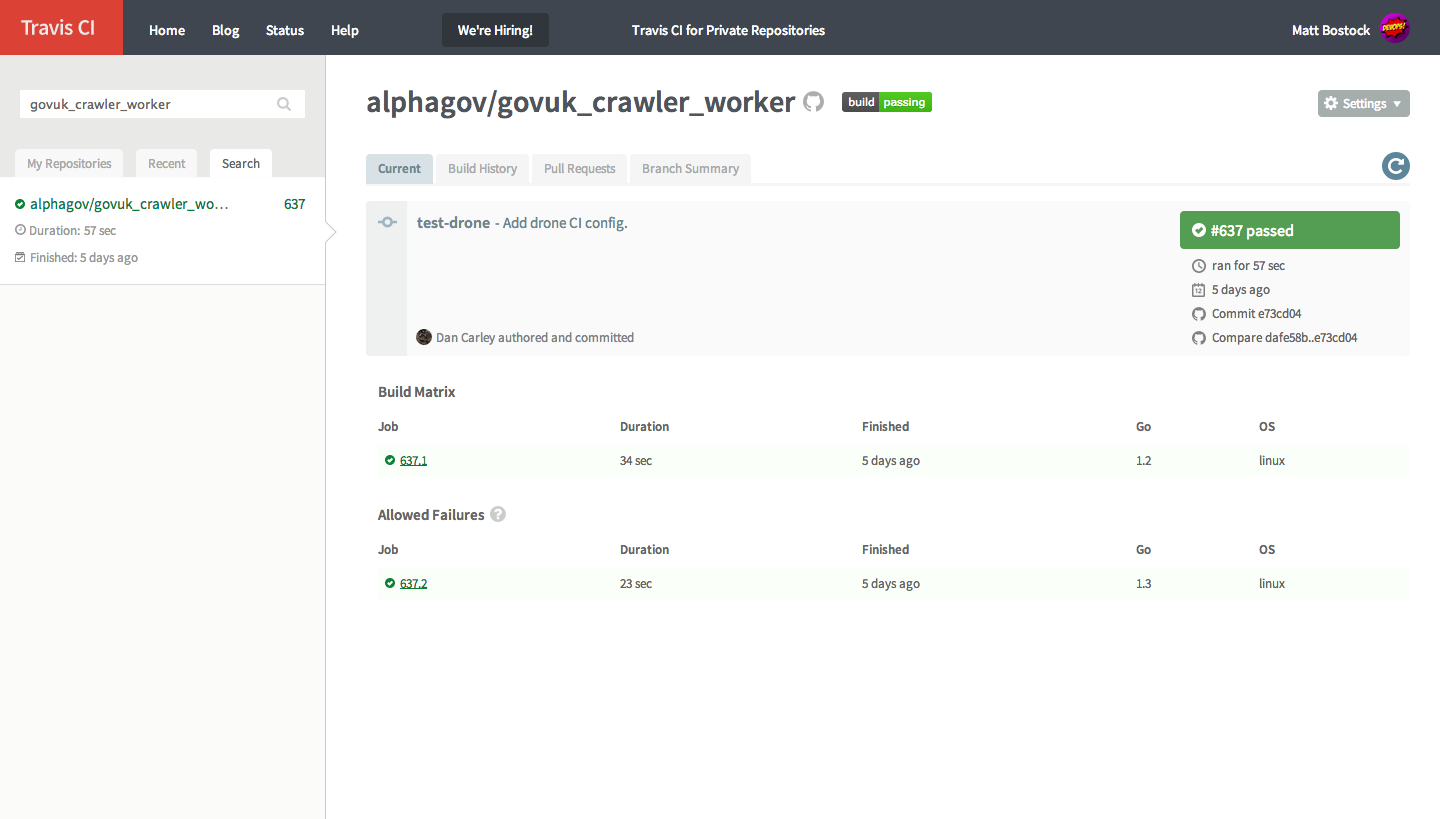 Travis CI
Home Blog Status Help We're Hiring! Travis CI for Private Repositories Matt Bostock DEVOPS!
govuk_crawler_worker
My Repositories Recent Search
alphagov/govuk_crawler_wo… 637
Duration: 57 sec
Finished: 5 days ago
alphagov/govuk_crawler_worker build passing Settings
Current Build History Pull Requests Branch Summary
test-drone - Add drone CI config.
#637 passed
ran for 57 sec
12 5 days ago
Commit e73cd04
Dan Carley authored and committed
Compare dafe58b..e73cd04
Build Matrix
Job Duration Finished Go OS
637.1 34 sec 5 days ago 1.2 linux
Allowed Failures ?
Job Duration Finished Go OS
637.2 23 sec 5 days ago 1.3 linux